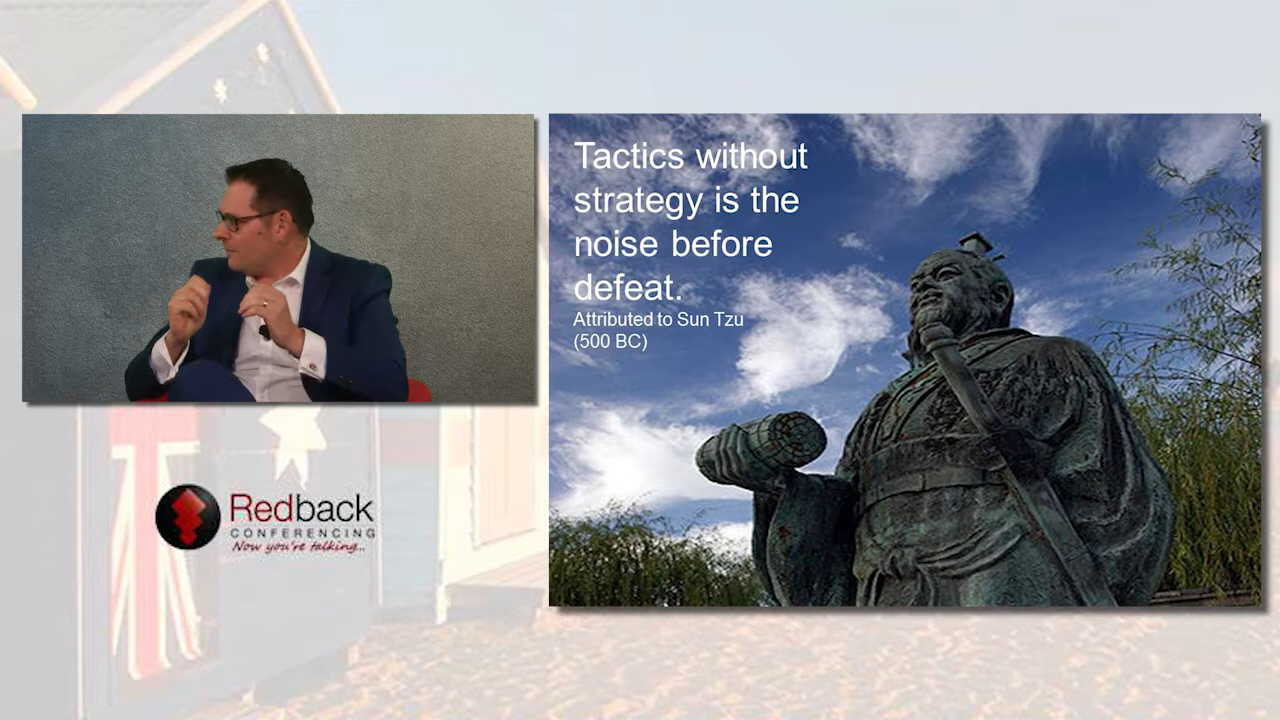 Tactics without
strategy is the
noise before
defeat.
Attributed to Sun Tzu
(500 BC)
Redback
CONFERENCING
Now you're talking...